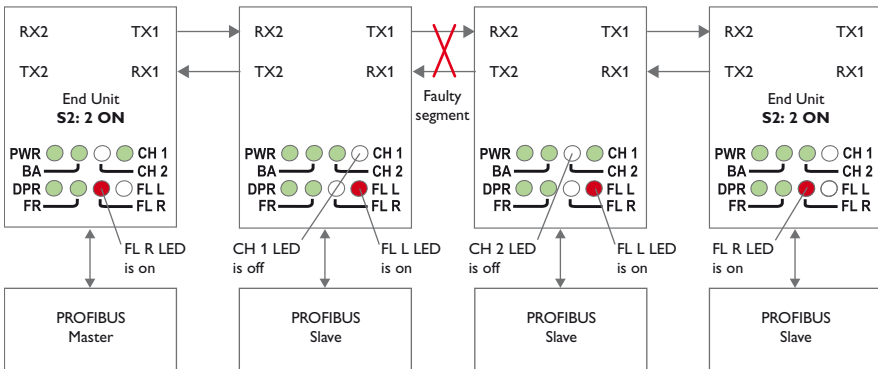 RX2 TX1
TX2 RX1
End Unit
S2: 2 ON
PWR CH 1
BA CH 2
DPR FL L
FR FL R
FL R LED
is on
PROFIBUS
Master
RX2 TX1
TX2 RX1
PWR CH 1
BA CH 2
DPR FL L
FR FL R
CH 1 LED
is off
FL L LED
is on
PROFIBUS
Slave
Faulty
segment
RX2 TX1
TX2 RX1
PWR CH 1
BA CH 2
DPR FL L
FR FL R
CH 2 LED
is off
FL L LED
is on
PROFIBUS
Slave
RX2 TX1
TX2 RX1
End Unit
S2: 2 ON
PWR CH 1
BA CH 2
DPR FL L
FR FL R
FL R LED
is on
PROFIBUS
Slave